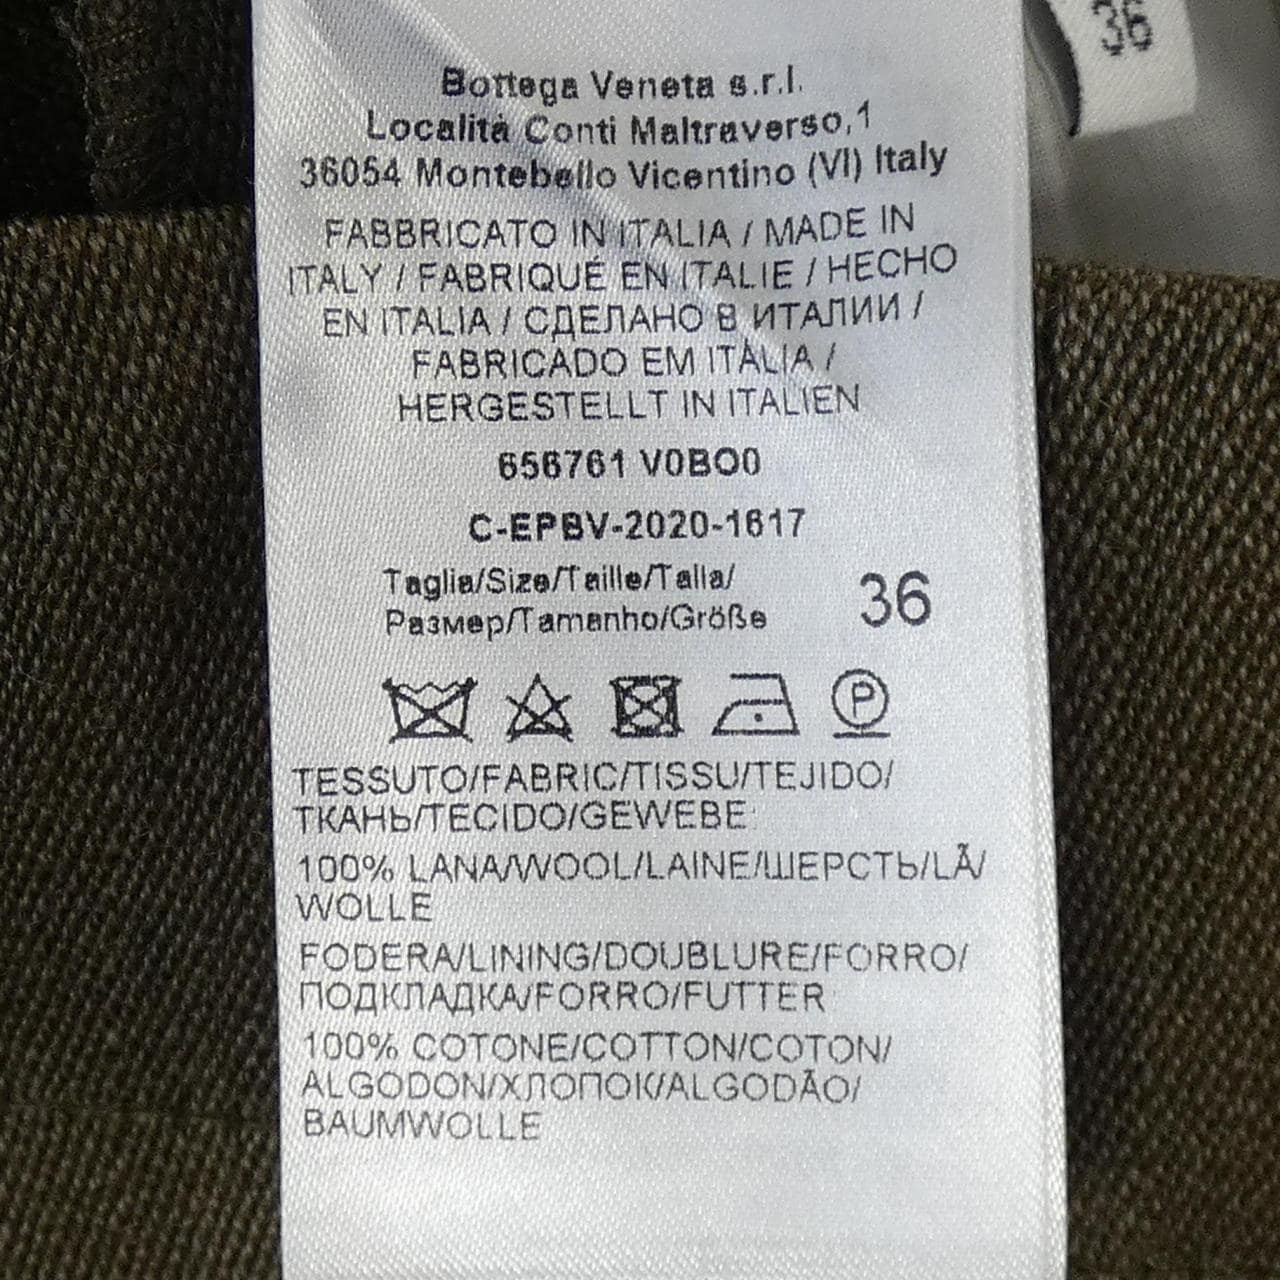 36
Bottega Veneta s.r.l.
Località Conti Maltraverso,1
36054 Montebello Vicentino (VI) Italy
FABBRICATO IN ITALIA / MADE IN
ITALY / FABRIQUÉ EN ITALIE / HECHO
EN ITALIA / СДЕЛАНО В ИТАЛИИ /
FABRICADO EM ITÀLIA /
HERGESTELLT IN ITALIEN
656761 V0BO0
C-EPBV-2020-1617
Taglia/Size/Taille/Talla/
Размер/Tamanho/Größe
36
P
TESSUTO/FABRIC/TISSU/TEJIDO/
ТКАНЬ/TECIDO/GEWEBE:
100% LANA/WOOL/LAINE/ШЕРСТЬ/LÃ/
WOLLE
FODERA/LINING/DOUBLURE/FORRO/
ПОДКЛАДКА/FORRO/FUTTER
100% COTONE/COTTON/COTON/
ALGODON/ХЛОПОК/ALGODÃO/
BAUMWOLLE